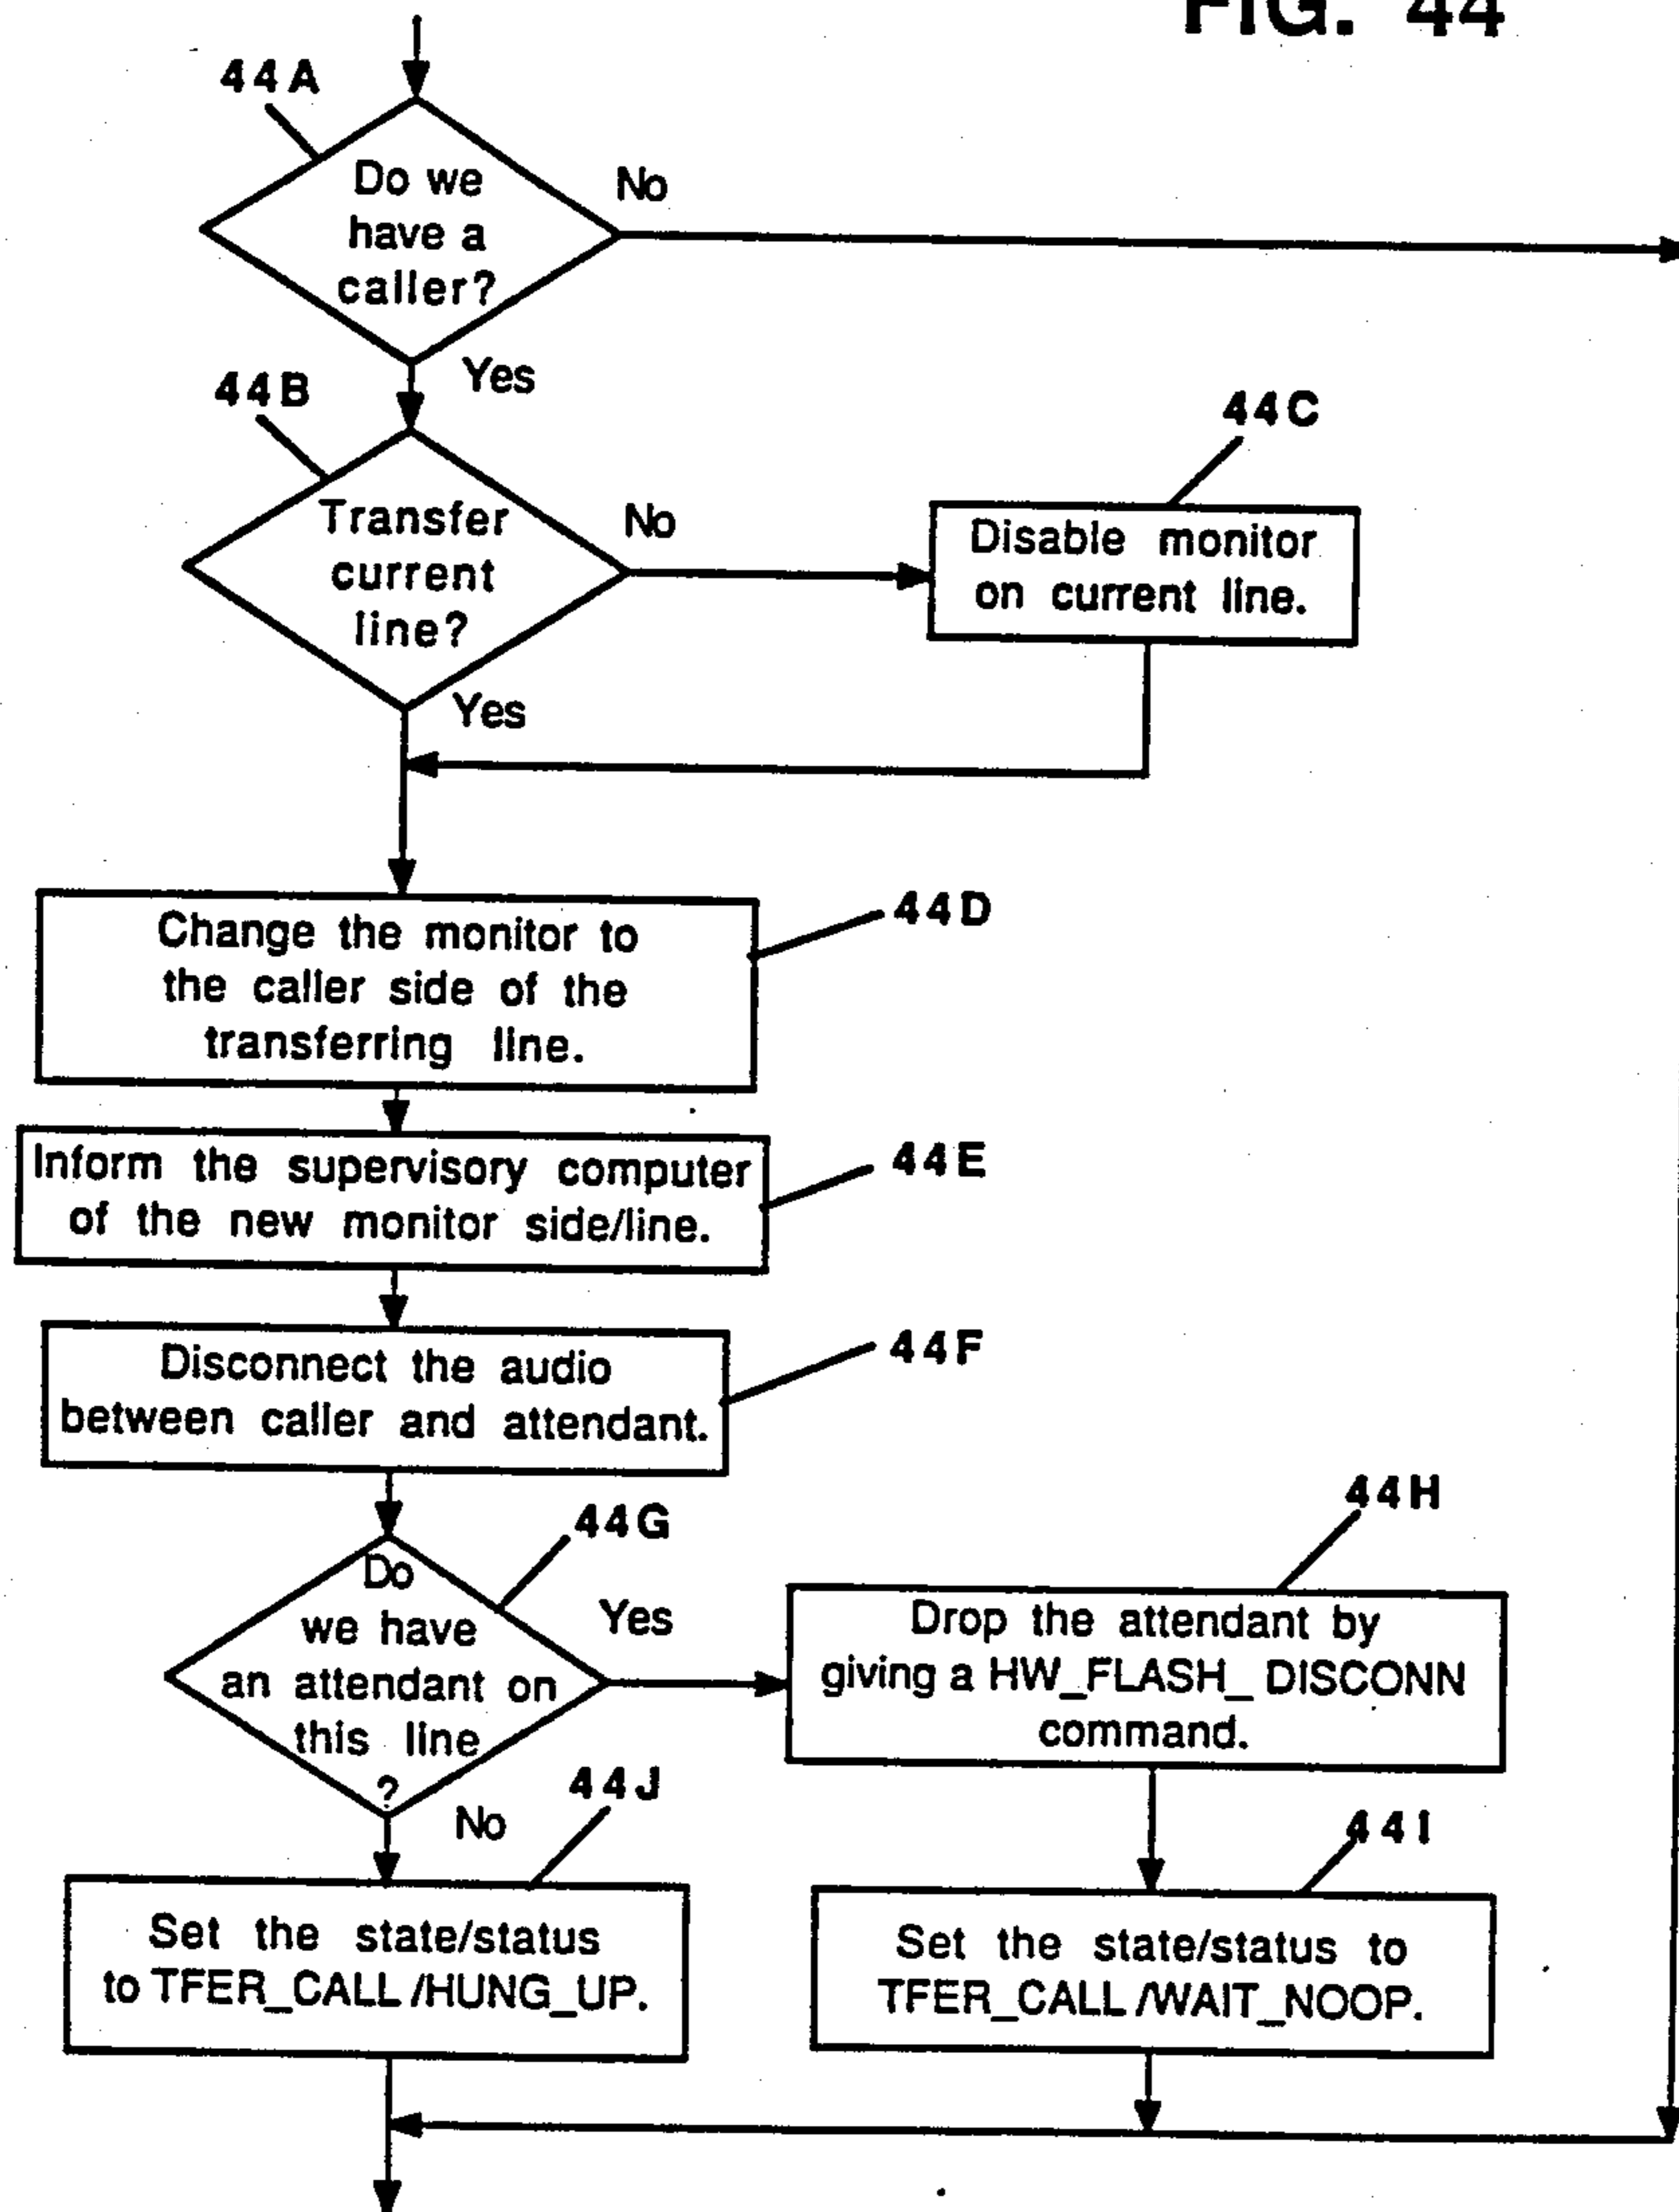 FIG. 44
44A
Do we
have a
caller?
No
Yes
44B
Transfer
current
line?
No
Yes
44C
Disable monitor
on current line.
Change the monitor to
the caller side of the
transferring line.
44D
Inform the supervisory computer
of the new monitor side/line.
44E
Disconnect the audio
between caller and attendant.
44F
44G
Do
we have
an attendant on
this line
?
Yes
No
44H
Drop the attendant by
giving a HW_FLASH_ DISCONN
command.
44J
Set the state/status
to TFER_CALL/HUNG_UP.
44I
Set the state/status to
TFER_CALL/WAIT_NOOP.